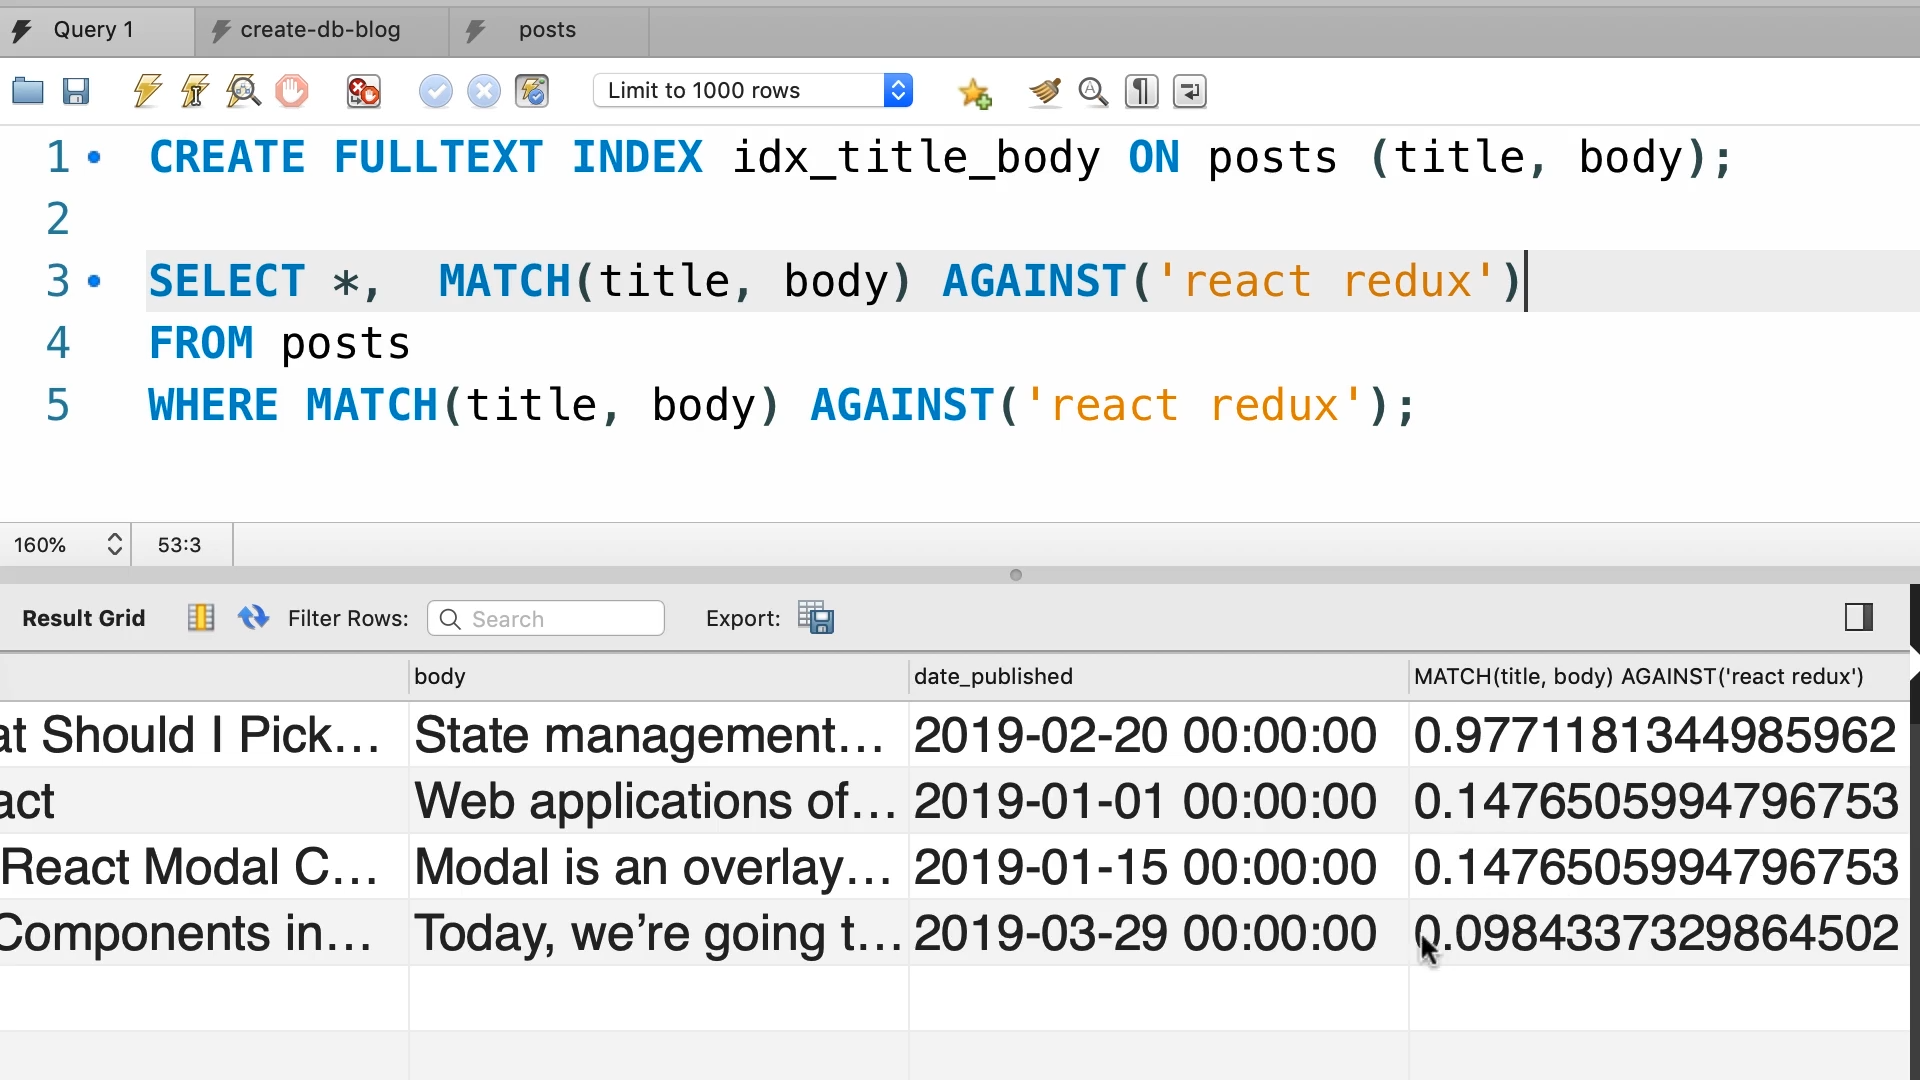 Query 1 create-db-blog posts
Limit to 1000 rows
1 CREATE FULLTEXT INDEX idx_title_body ON posts (title, body);
2
3 SELECT *,  MATCH(title, body) AGAINST('react redux')
4 FROM posts
5 WHERE MATCH(title, body) AGAINST('react redux');
160% 53:3
Result Grid Filter Rows: Search Export:
body date_published MATCH(title, body) AGAINST('react redux')
at Should I Pick... State management... 2019-02-20 00:00:00 0.9771181344985962
act Web applications of... 2019-01-01 00:00:00 0.1476505994796753
React Modal C... Modal is an overlay... 2019-01-15 00:00:00 0.1476505994796753
Components in... Today, we’re going t... 2019-03-29 00:00:00 0.0984337329864502